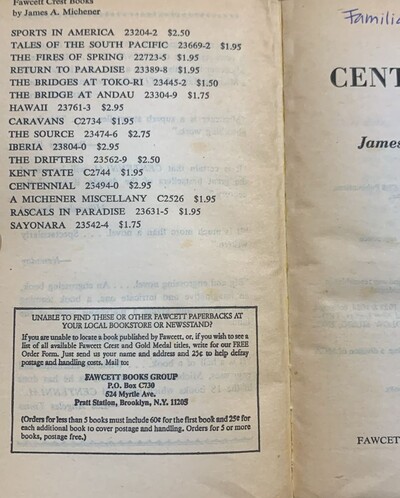 Fawcett Crest Books
by James A. Michener
SPORTS IN AMERICA 23204-2 $2.50
TALES OF THE SOUTH PACIFIC 23669-2 $1.95
THE FIRES OF SPRING 22723-5 $1.95
RETURN TO PARADISE 23389-8 $1.95
THE BRIDGES AT TOKO-RI 23445-2 $1.50
THE BRIDGE AT ANDAU 23304-9 $1.75
HAWAII 23761-3 $2.95
CARAVANS C2734 $1.95
THE SOURCE 23474-6 $2.75
IBERIA 23804-0 $2.95
THE DRIFTERS 23562-9 $2.50
KENT STATE C2744 $1.95
CENTENNIAL 23494-0 $2.95
A MICHENER MISCELLANY C2526 $1.95
RASCALS IN PARADISE 23631-5 $1.95
SAYONARA 23542-4 $1.75
UNABLE TO FIND THESE OR OTHER FAWCETT PAPERBACKS AT
YOUR LOCAL BOOKSTORE OR NEWSSTAND?
If you are unable to locate a book published by Fawcett, or, if you wish to see a
list of all available Fawcett Crest and Gold Medal titles, write for our FREE
Order Form. Just send us your name and address and 25¢ to help defray
postage and handling costs. Mail to:
FAWCETT BOOKS GROUP
P.O. Box C730
524 Myrtle Ave.
Pratt Station, Brooklyn, N.Y. 11205
(Orders for less than 5 books must include 60¢ for the first book and 25¢ for
each additional book to cover postage and handling. Orders for 5 or more
books, postage free.)
Familia
CENT
James
FAWCETT